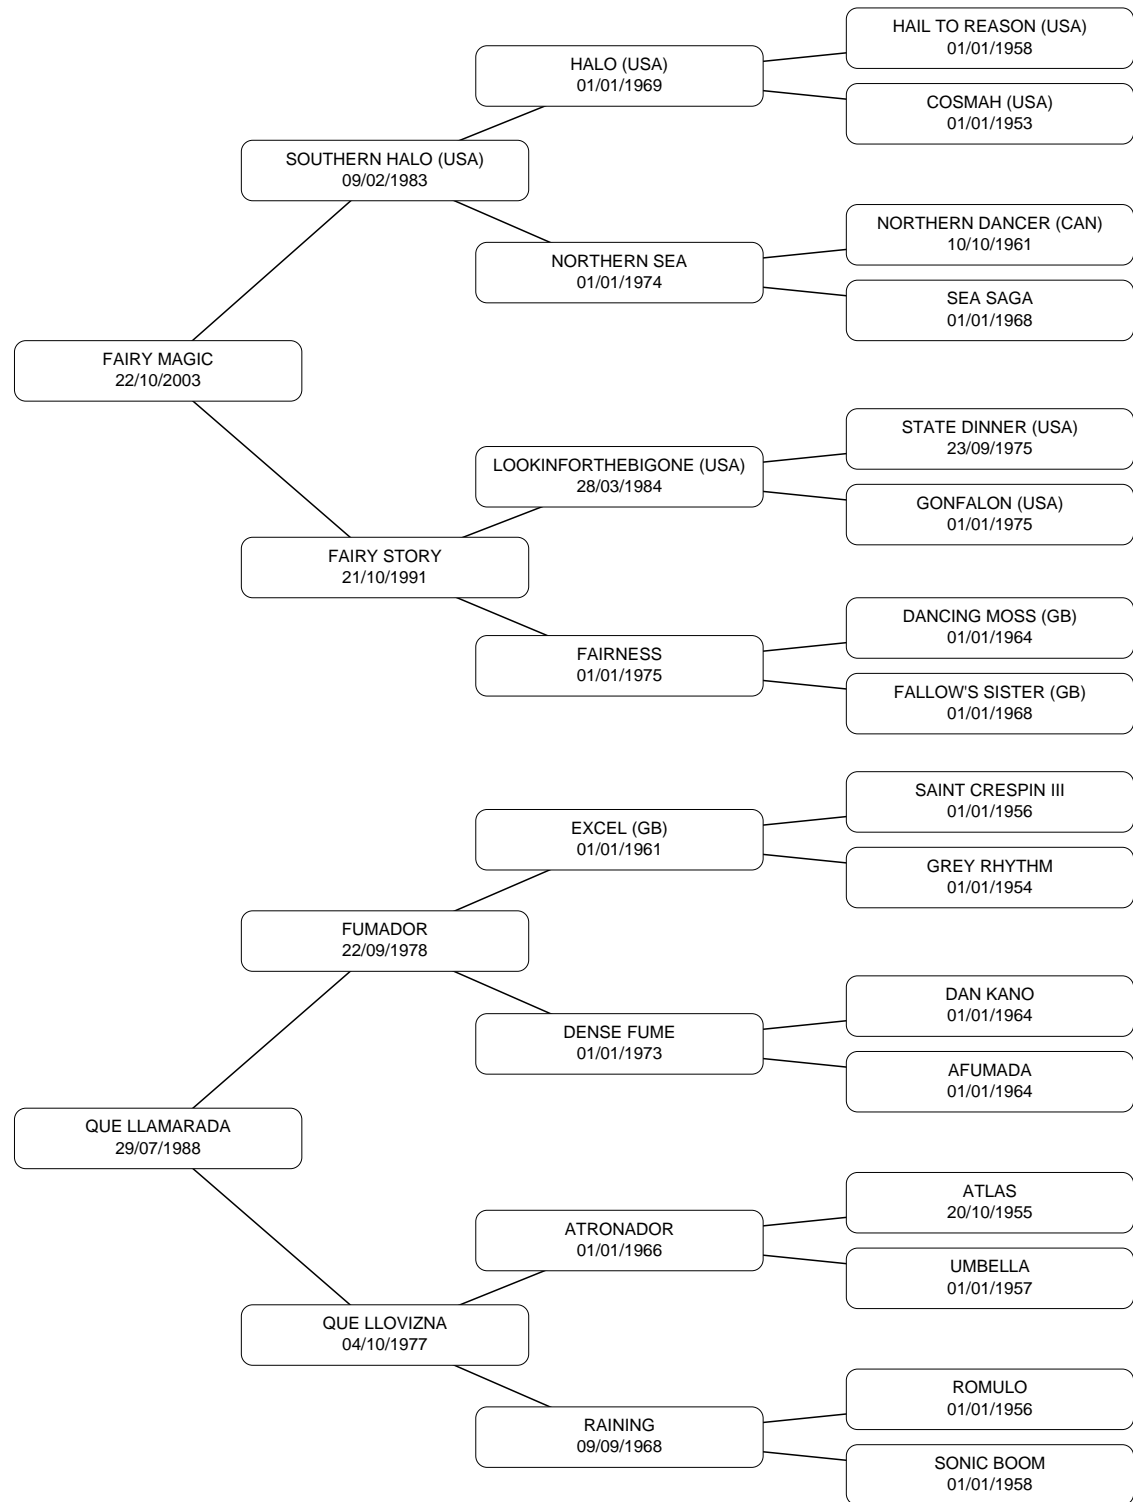 HAIL TO REASON (USA)
01/01/1958
HALO (USA)
01/01/1969
COSMAH (USA)
01/01/1953
SOUTHERN HALO (USA)
09/02/1983
NORTHERN DANCER (CAN)
10/10/1961
NORTHERN SEA
01/01/1974
SEA SAGA
01/01/1968
FAIRY MAGIC
22/10/2003
STATE DINNER (USA)
23/09/1975
LOOKINFORTHEBIGONE (USA)
28/03/1984
GONFALON (USA)
01/01/1975
FAIRY STORY
21/10/1991
DANCING MOSS (GB)
01/01/1964
FAIRNESS
01/01/1975
FALLOW'S SISTER (GB)
01/01/1968
SAINT CRESPIN III
01/01/1956
EXCEL (GB)
01/01/1961
GREY RHYTHM
01/01/1954
FUMADOR
22/09/1978
DAN KANO
01/01/1964
DENSE FUME
01/01/1973
AFUMADA
01/01/1964
QUE LLAMARADA
29/07/1988
ATLAS
20/10/1955
ATRONADOR
01/01/1966
UMBELLA
01/01/1957
QUE LLOVIZNA
04/10/1977
ROMULO
01/01/1956
RAINING
09/09/1968
SONIC BOOM
01/01/1958